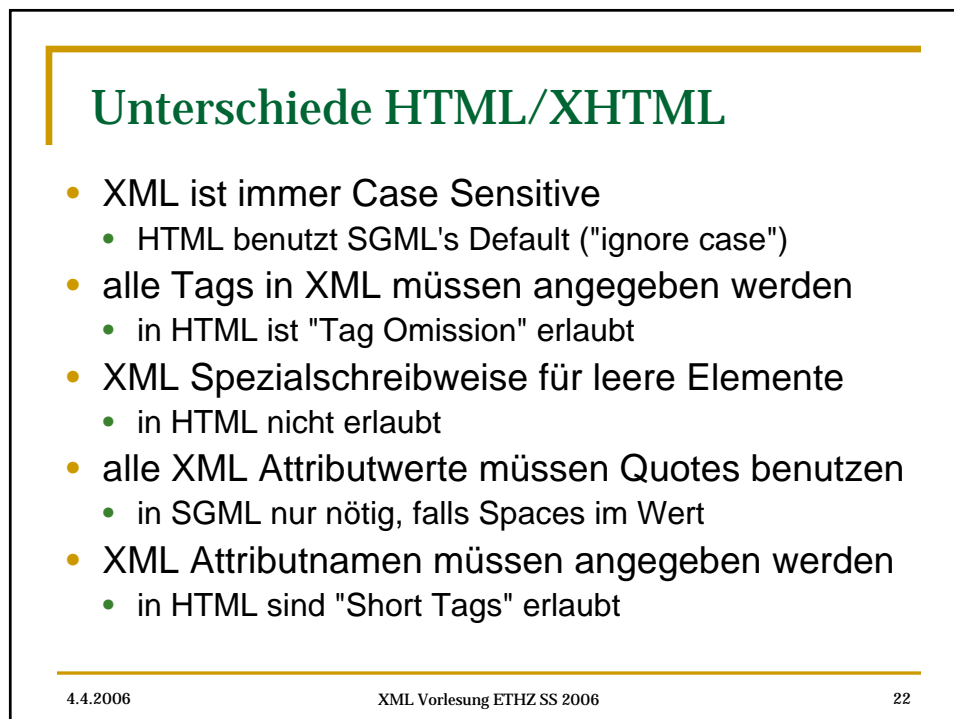 Unterschiede HTML/XHTML
• XML ist immer Case Sensitive
• HTML benutzt SGML's Default ("ignore case")
• alle Tags in XML müssen angegeben werden
• in HTML ist "Tag Omission" erlaubt
• XML Spezialschreibweise für leere Elemente
• in HTML nicht erlaubt
• alle XML Attributwerte müssen Quotes benutzen
• in SGML nur nötig, falls Spaces im Wert
• XML Attributnamen müssen angegeben werden
• in HTML sind "Short Tags" erlaubt
4.4.2006 XML Vorlesung ETHZ SS 2006 22